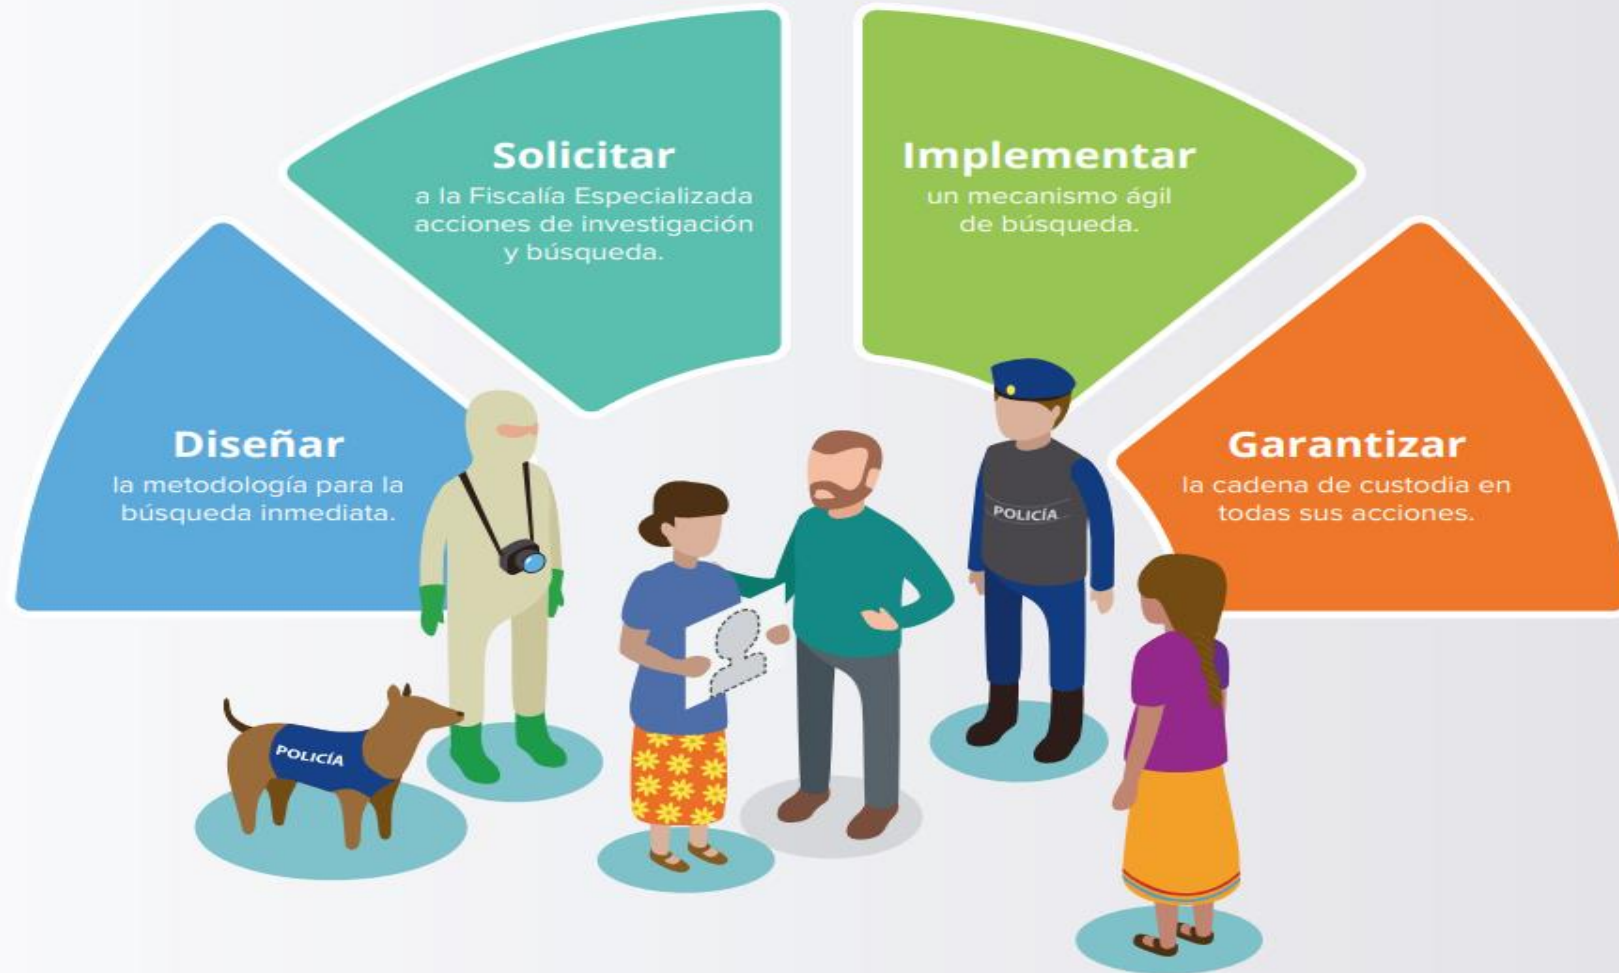 Solicitar
a la Fiscalía Especializada
acciones de investigación
y búsqueda.
Implementar
un mecanismo ágil
de búsqueda.
Diseñar
la metodología para la
búsqueda inmediata.
Garantizar
la cadena de custodia en
todas sus acciones.
POLICÍA
POLICÍA